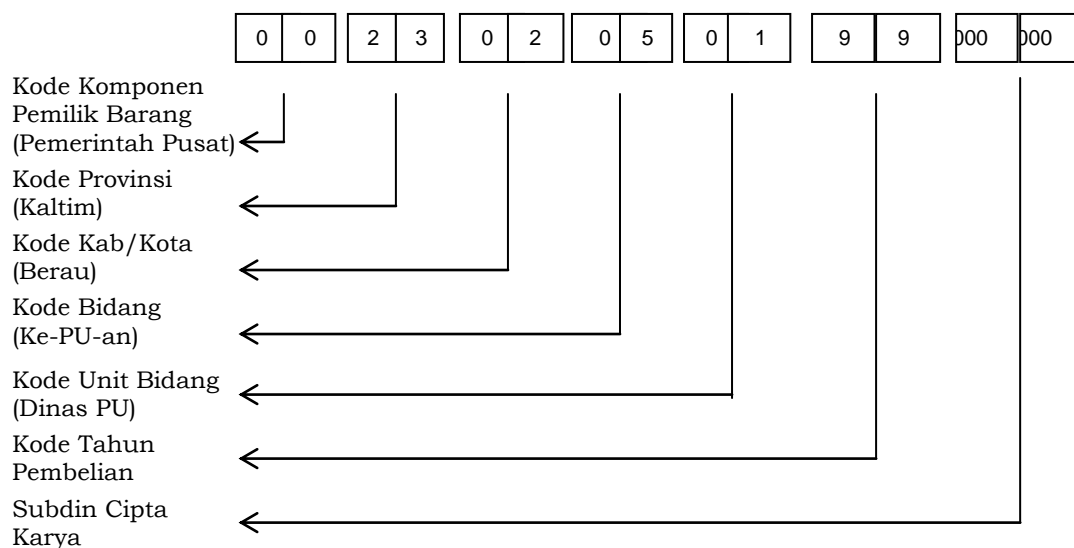 0 0 2 3 0 2 0 5 0 1 9 9 000 000
Kode Komponen
Pemilik Barang
(Pemerintah Pusat)
Kode Provinsi
(Kaltim)
Kode Kab/Kota
(Berau)
Kode Bidang
(Ke-PU-an)
Kode Unit Bidang
(Dinas PU)
Kode Tahun
Pembelian
Subdin Cipta
Karya